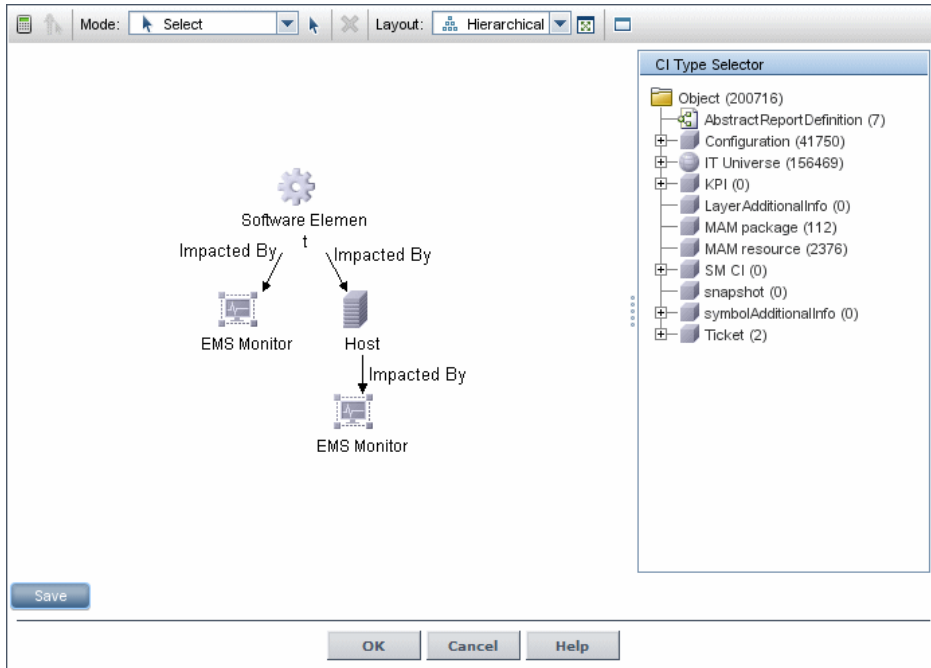 Mode: Select Layout: Hierarchical
CI Type Selector
Object (200716)
AbstractReportDefinition (7)
Configuration (41750)
IT Universe (156469)
KPI (0)
LayerAdditionalInfo (0)
MAM package (112)
MAM resource (2376)
SM CI (0)
snapshot (0)
symbolAdditionalInfo (0)
Ticket (2)
Software Elemen
t
Impacted By
Impacted By
EMS Monitor
Host
Impacted By
EMS Monitor
Save
OK Cancel Help